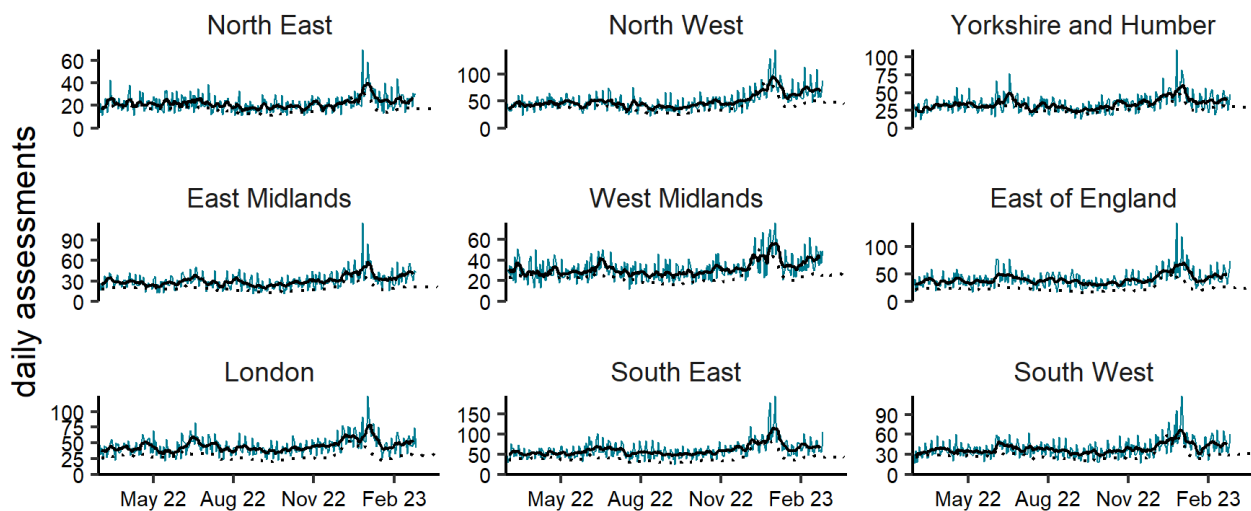 daily assessments
North East
60
40
20
0
North West
100
50
0
Yorkshire and Humber
100
75
50
25
0
East Midlands
90
60
30
0
West Midlands
60
40
20
0
East of England
100
50
0
London
100
75
50
25
0
May 22 Aug 22 Nov 22 Feb 23
South East
150
100
50
0
May 22 Aug 22 Nov 22 Feb 23
South West
90
60
30
0
May 22 Aug 22 Nov 22 Feb 23